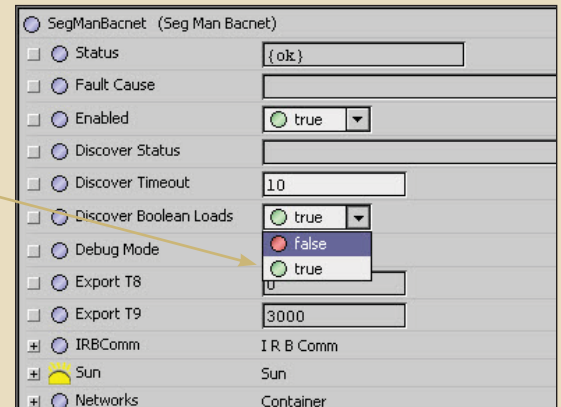 SegManBacnet (Seg Man Bacnet)
Status {ok}
Fault Cause
Enabled true
Discover Status
Discover Timeout 10
Discover Boolean Loads true
false
Debug Mode
true
Export T8 0
Export T9 3000
IRBComm I R B Comm
Sun Sun
Networks Container